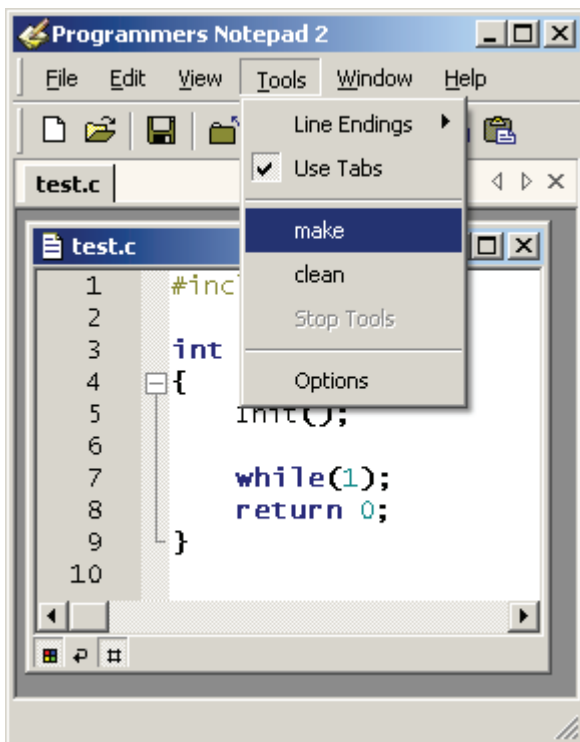 Programmers Notepad 2
File Edit View Tools Window Help
Line Endings
Use Tabs
make
clean
Stop Tools
Options
test.c
test.c
1 #inc
2
3 int
4 {
5 Init();
6
7 while(1);
8 return 0;
9 }
10